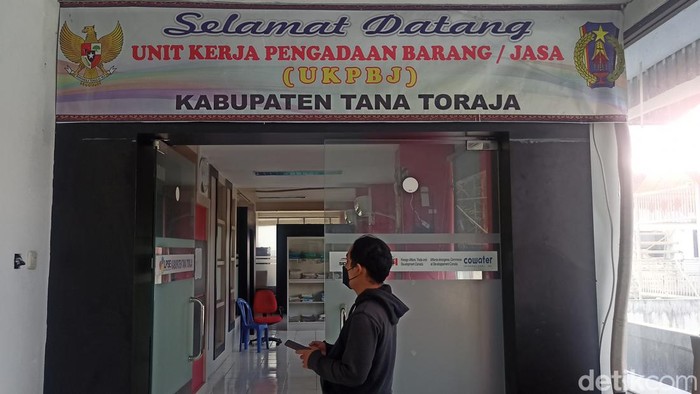 Selamat Datang
UNIT KERJA PENGADAAN BARANG / JASA
(UKPBJ)
KABUPATEN TANA TORAJA
cowater
detikcom